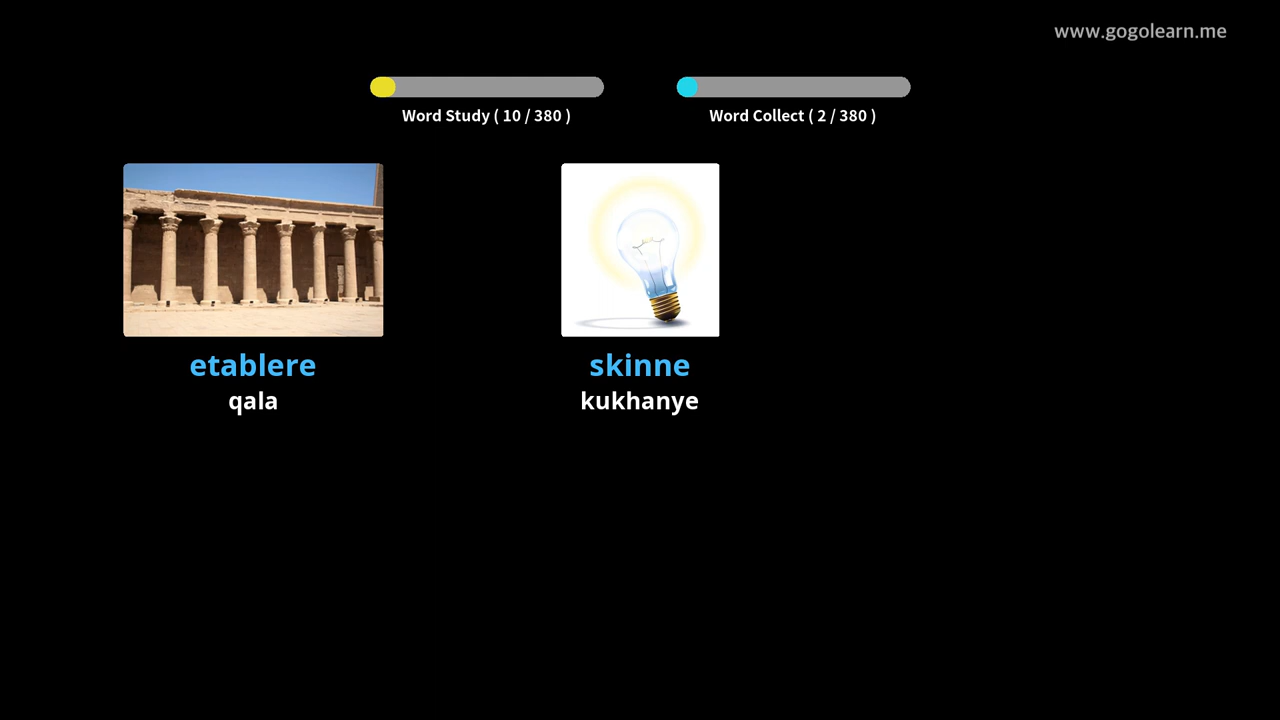 www.gogolearn.me
Word Study ( 10 / 380 )
Word Collect ( 2 / 380 )
etablere
qala
skinne
kukhanye